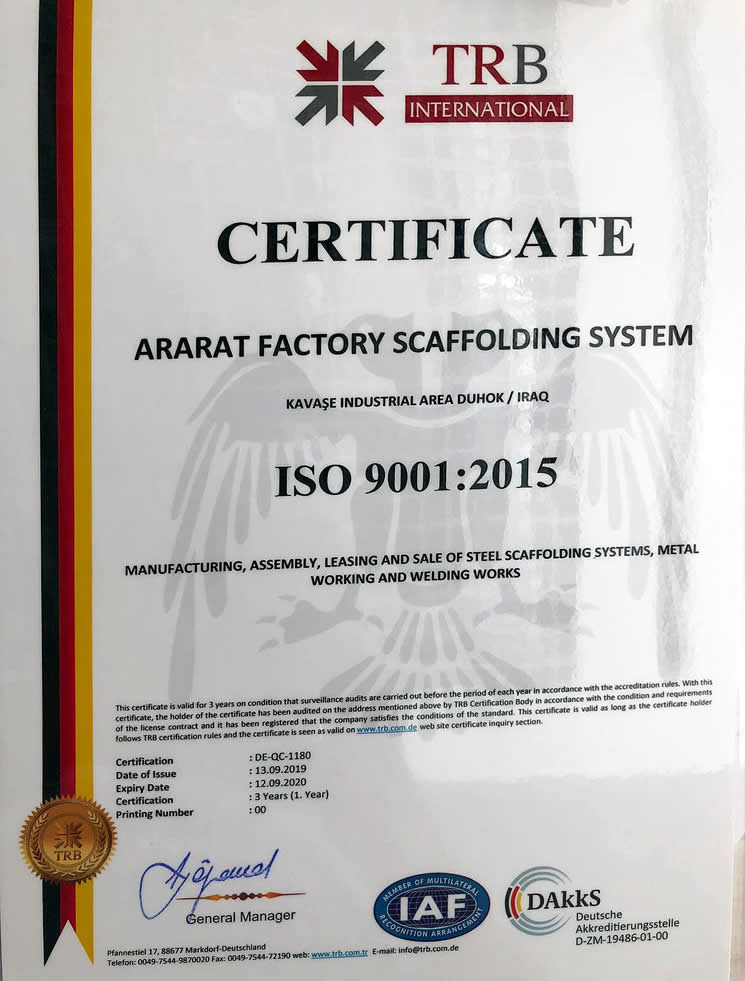 TRB
INTERNATIONAL
CERTIFICATE
ARARAT FACTORY SCAFFOLDING SYSTEM
KAVAŞE INDUSTRIAL AREA DUHOK / IRAQ
ISO 9001:2015
MANUFACTURING, ASSEMBLY, LEASING AND SALE OF STEEL SCAFFOLDING SYSTEMS, METAL
WORKING AND WELDING WORKS
This certificate is valid for 3 years on condition that surveillance audits are carried out before the period of each year in accordance with the accreditation rules. With this
certificate, the holder of the certificate has been audited on the address mentioned above by TRB Certification Body in accordance with the condition and requirements
of the license contract and it has been registered that the company satisfies the conditions of the standard. This certificate is valid as long as the certificate holder
follows TRB certification rules and the certificate is seen as valid on www.trb.com.de web site certificate inquiry section.
Certification : DE-QC-1180
Date of Issue : 13.09.2019
Expiry Date : 12.09.2020
Certification : 3 Years (1. Year)
Printing Number : 00
TRB
General Manager
MEMBER OF MULTILATERAL
IAF
RECOGNITION ARRANGEMENT
DAkkS
Deutsche
Akkreditierungsstelle
D-ZM-19486-01-00
Pfannestiel 17, 88677 Markdorf-Deutschland
Telefon: 0049-7544-9870020 Fax: 0049-7544-72190 web: www.trb.com.tr E-mail: info@trb.com.de